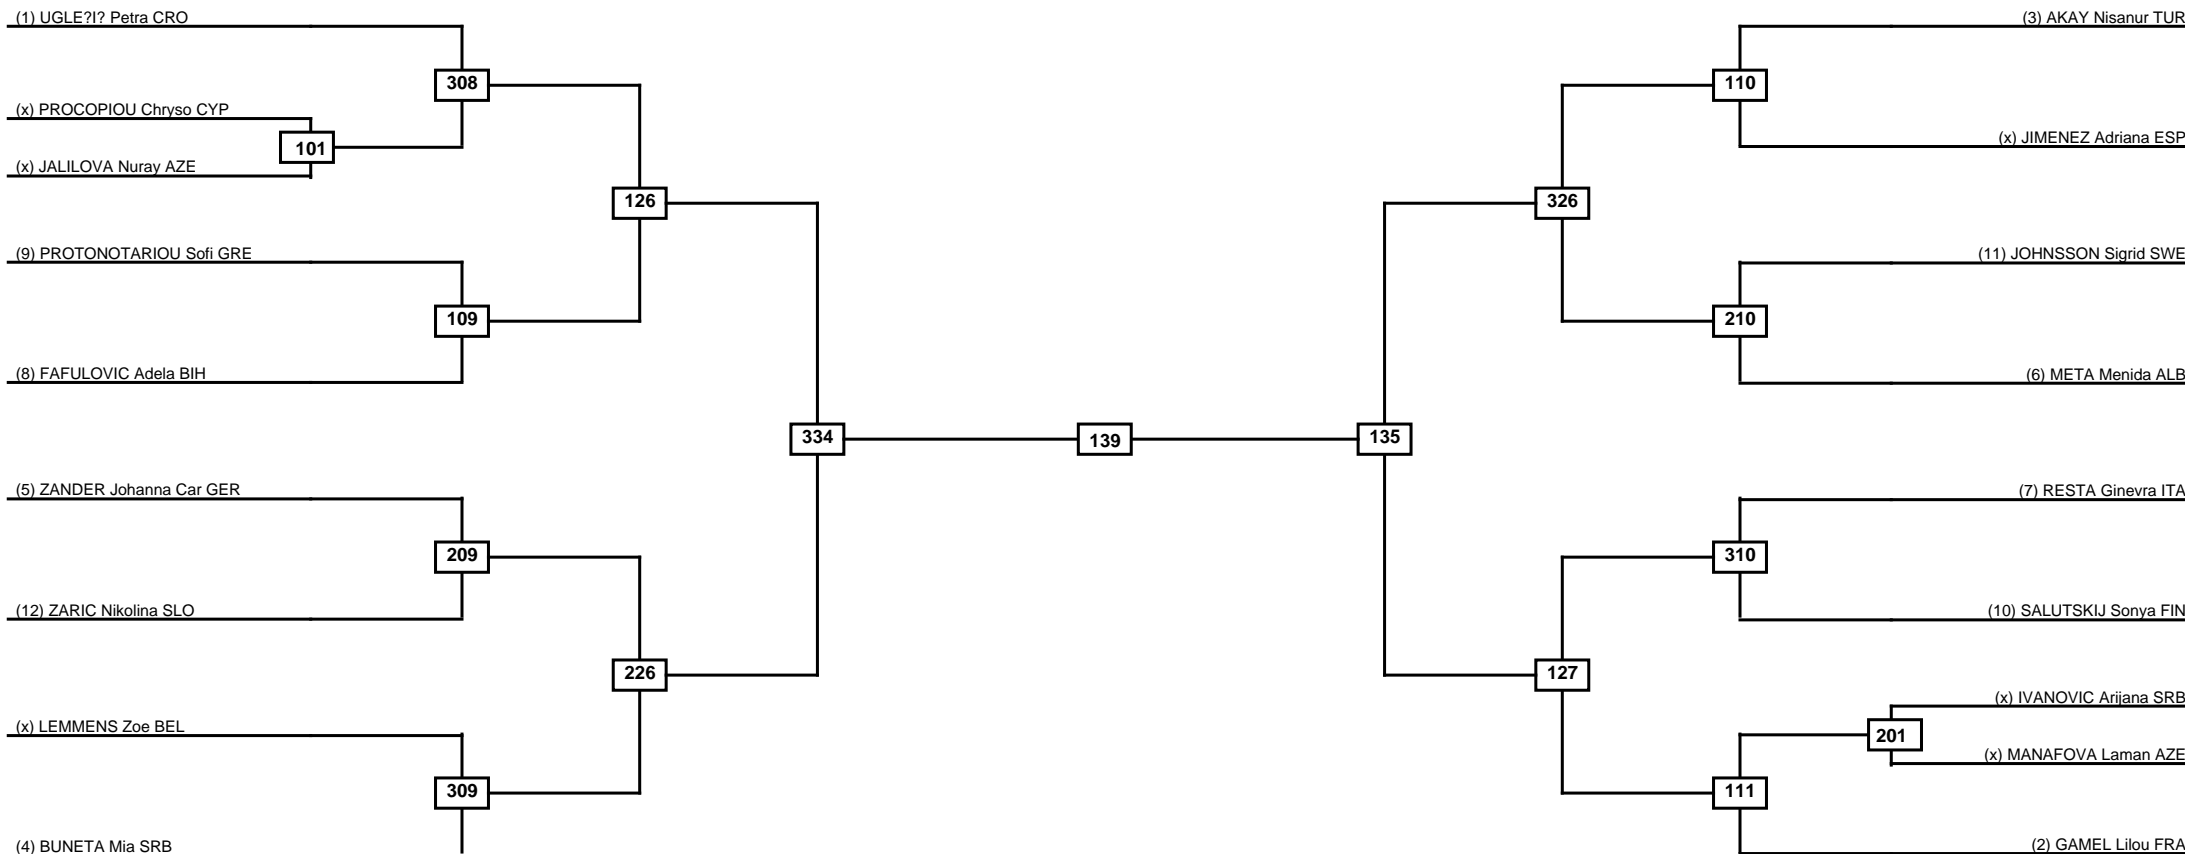 (1) UGLE?I? Petra CRO
308
(x) PROCOPIOU Chryso CYP
101
(x) JALILOVA Nuray AZE
126
(9) PROTONOTARIOU Sofi GRE
109
(8) FAFULOVIC Adela BIH
334
(5) ZANDER Johanna Car GER
209
(12) ZARIC Nikolina SLO
226
(x) LEMMENS Zoe BEL
309
(4) BUNETA Mia SRB
139
(3) AKAY Nisanur TUR
110
(x) JIMENEZ Adriana ESP
326
(11) JOHNSSON Sigrid SWE
210
(6) META Menida ALB
135
(7) RESTA Ginevra ITA
310
(10) SALUTSKIJ Sonya FIN
127
(x) IVANOVIC Arijana SRB
201
(x) MANAFOVA Laman AZE
111
(2) GAMEL Lilou FRA